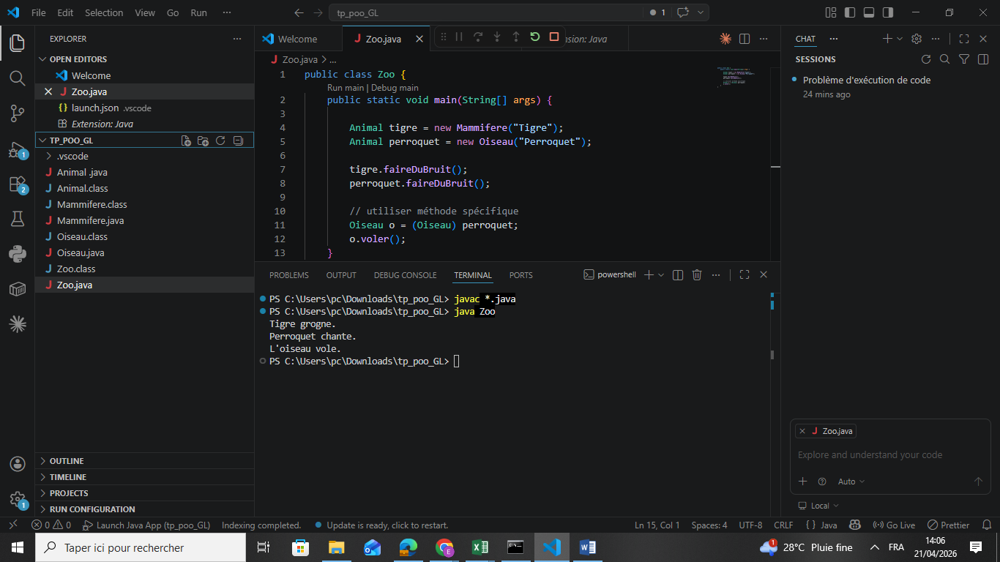 File Edit Selection View Go Run ···
tp_poo_GL
1
EXPLORER
OPEN EDITORS
Welcome
Zoo.java
launch.json .vscode
Extension: Java
TP_POO_GL
.vscode
Animal .java
Animal.class
Mammifere.class
Mammifere.java
Oiseau.class
Oiseau.java
Zoo.class
Zoo.java
OUTLINE
TIMELINE
PROJECTS
RUN CONFIGURATION
1
2
1
Welcome
Zoo.java
nsion: Java
Zoo.java > ...
1 public class Zoo {
Run main | Debug main
2 public static void main(String[] args) {
3
4 Animal tigre = new Mammifere("Tigre");
5 Animal perroquet = new Oiseau("Perroquet");
6
7 tigre.faireDuBruit();
8 perroquet.faireDuBruit();
9
10 // utiliser méthode spécifique
11 Oiseau o = (Oiseau) perroquet;
12 o.voler();
13 }
PROBLEMS OUTPUT DEBUG CONSOLE TERMINAL PORTS
powershell
PS C:\Users\pc\Downloads\tp_poo_GL> javac *.java
PS C:\Users\pc\Downloads\tp_poo_GL> java Zoo
Tigre grogne.
Perroquet chante.
L'oiseau vole.
PS C:\Users\pc\Downloads\tp_poo_GL>
CHAT
SESSIONS
Problème d'exécution de code
24 mins ago
Zoo.java
Explore and understand your code
Auto
Local
0 0 Launch Java App (tp_poo_GL) Indexing completed. Update is ready, click to restart.
Ln 15, Col 1 Spaces: 4 UTF-8 CRLF {} Java Go Live Prettier
Taper ici pour rechercher
E
1
28°C Pluie fine
FRA
14:06
21/04/2026